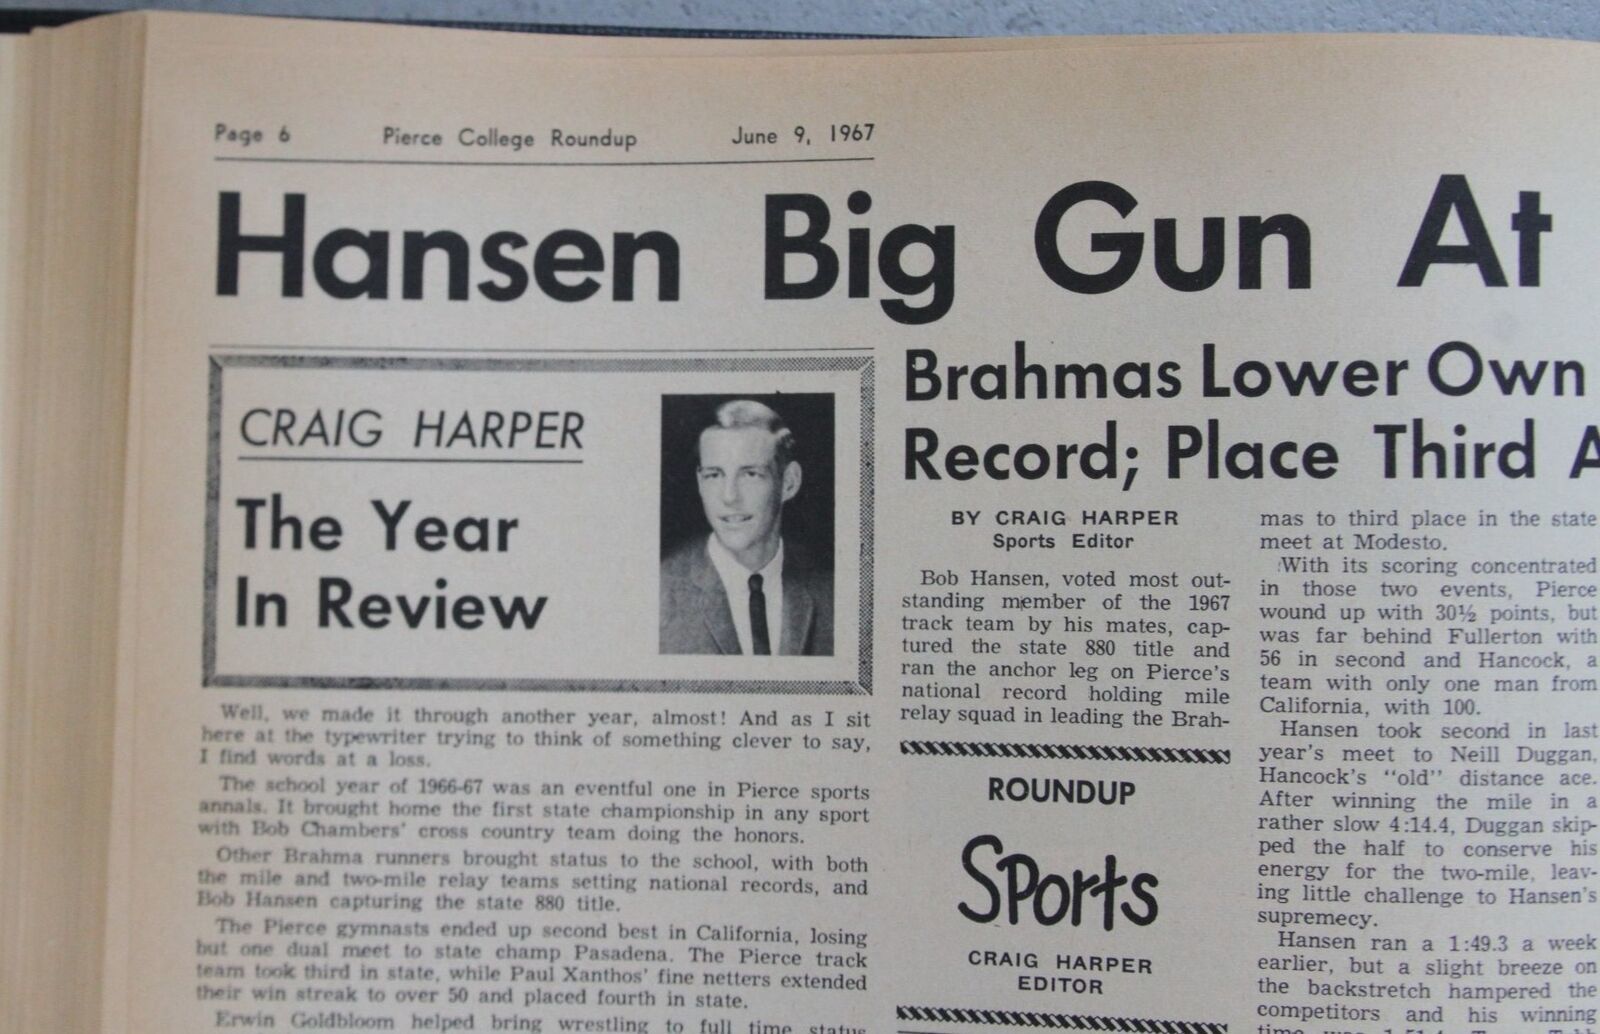 Page 6 Pierce College Roundup June 9, 1967
Hansen Big Gun At
CRAIG HARPER
The Year
In Review
Well, we made it through another year, almost! And as I sit
here at the typewriter trying to think of something clever to say,
I find words at a loss.
The school year of 1966-67 was an eventful one in Pierce sports
annals. It brought home the first state championship in any sport
with Bob Chambers' cross country team doing the honors.
Other Brahma runners brought status to the school, with both
the mile and two-mile relay teams setting national records, and
Bob Hansen capturing the state 880 title.
The Pierce gymnasts ended up second best in California, losing
but one dual meet to state champ Pasadena. The Pierce track
team took third in state, while Paul Xanthos' fine netters extended
their win streak to over 50 and placed fourth in state.
Erwin Goldbloom helped bring wrestling to full time status
Brahmas Lower Own
Record; Place Third A
BY CRAIG HARPER
Sports Editor
Bob Hansen, voted most out-
standing member of the 1967
track team by his mates, cap-
tured the state 880 title and
ran the anchor leg on Pierce's
national record holding mile
relay squad in leading the Brah-
ROUNDUP
Sports
CRAIG HARPER
EDITOR
mas to third place in the state
meet at Modesto.
With its scoring concentrated
in those two events, Pierce
wound up with 30½ points, but
was far behind Fullerton with
56 in second and Hancock, a
team with only one man from
California, with 100.
Hansen took second in last
year's meet to Neill Duggan,
Hancock's "old" distance ace.
After winning the mile in a
rather slow 4:14.4, Duggan skip-
ped the half to conserve his
energy for the two-mile, leav-
ing little challenge to Hansen's
supremecy.
Hansen ran a 1:49.3 a week
earlier, but a slight breeze on
the backstretch hampered the
competitors and his winning
time was